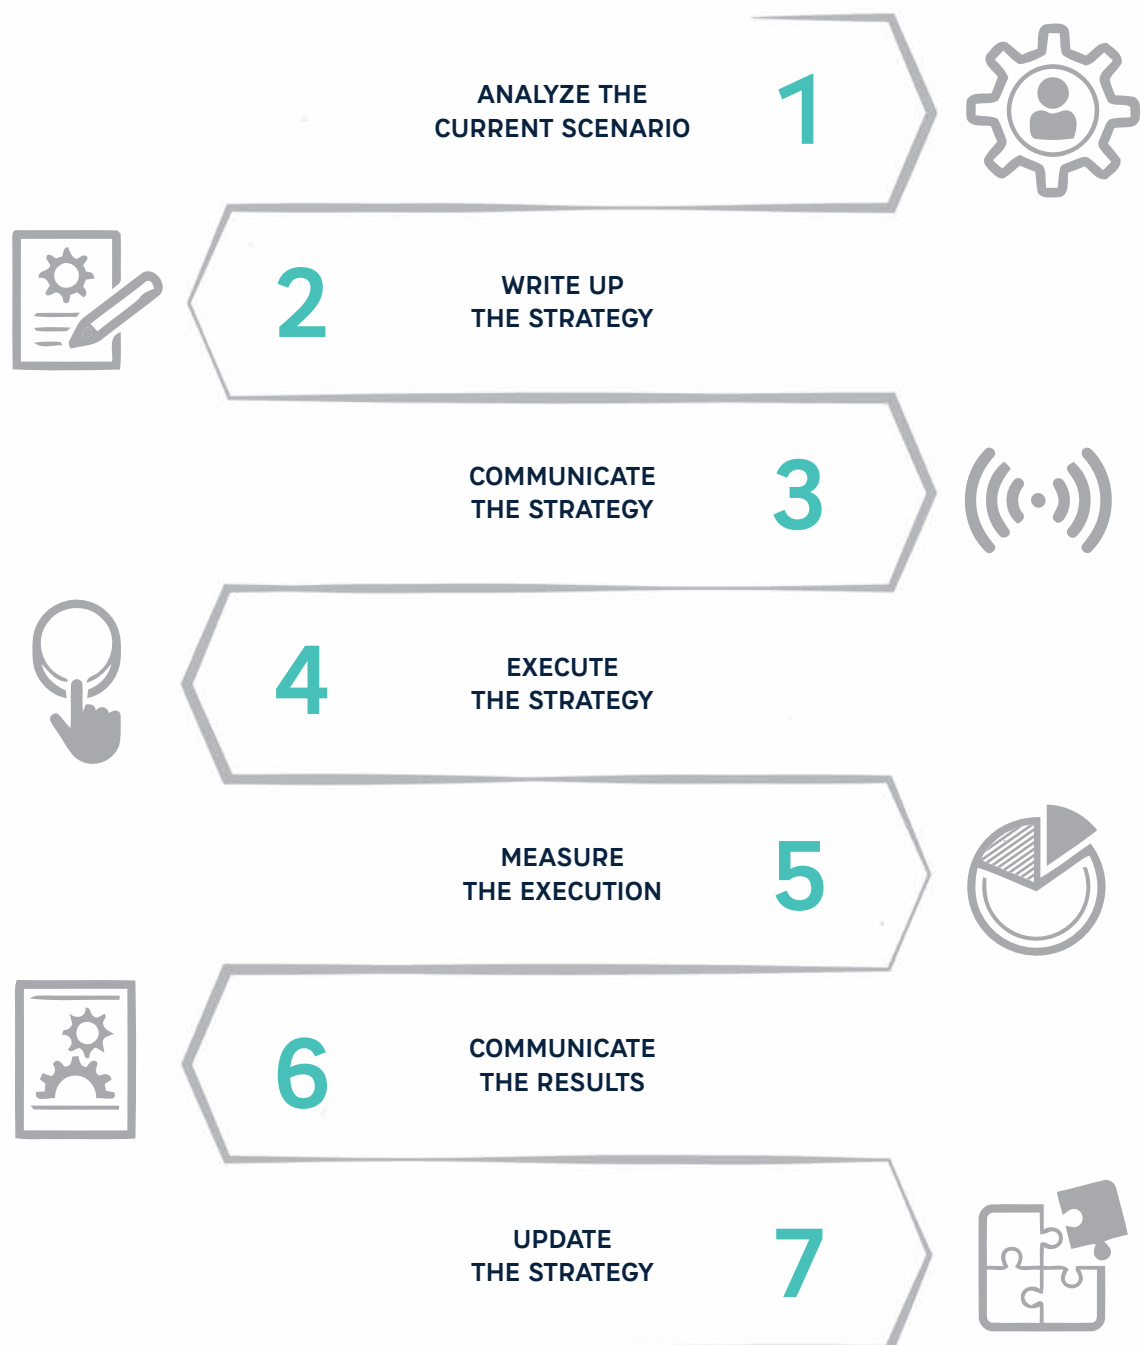 ANALYZE THE
CURRENT SCENARIO
1
2
WRITE UP
THE STRATEGY
COMMUNICATE
THE STRATEGY
3
4
EXECUTE
THE STRATEGY
MEASURE
THE EXECUTION
5
6
COMMUNICATE
THE RESULTS
UPDATE
THE STRATEGY
7